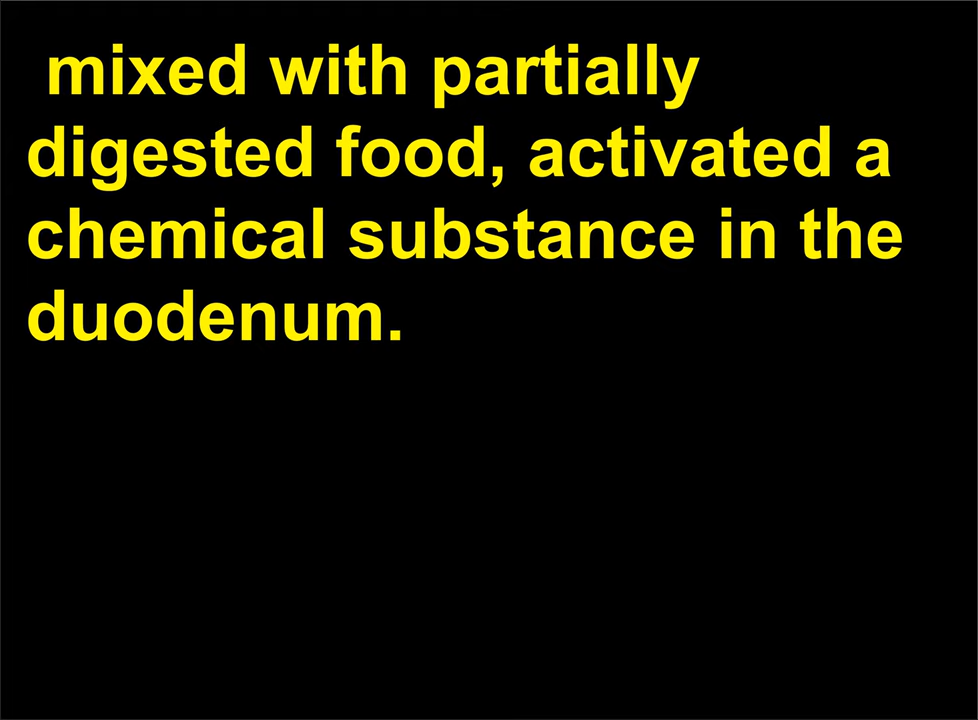 mixed with partially
digested food, activated a
chemical substance in the
duodenum.